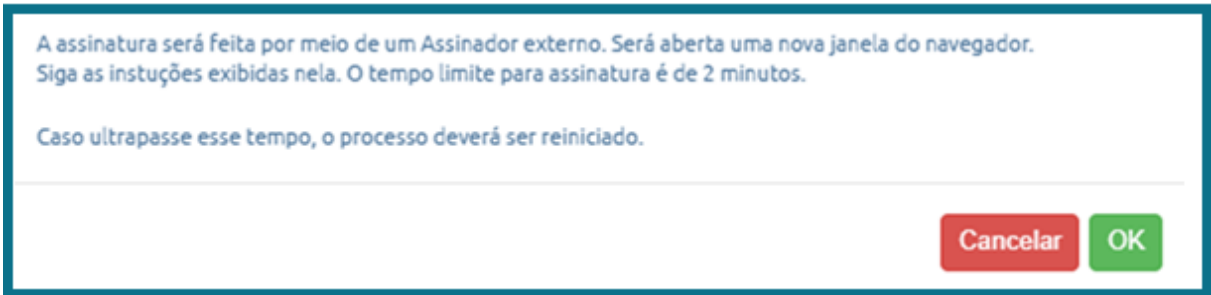 A assinatura será feita por meio de um Assinador externo. Será aberta uma nova janela do navegador.
Siga as instuções exibidas nela. O tempo limite para assinatura é de 2 minutos.
Caso ultrapasse esse tempo, o processo deverá ser reiniciado.
Cancelar OK